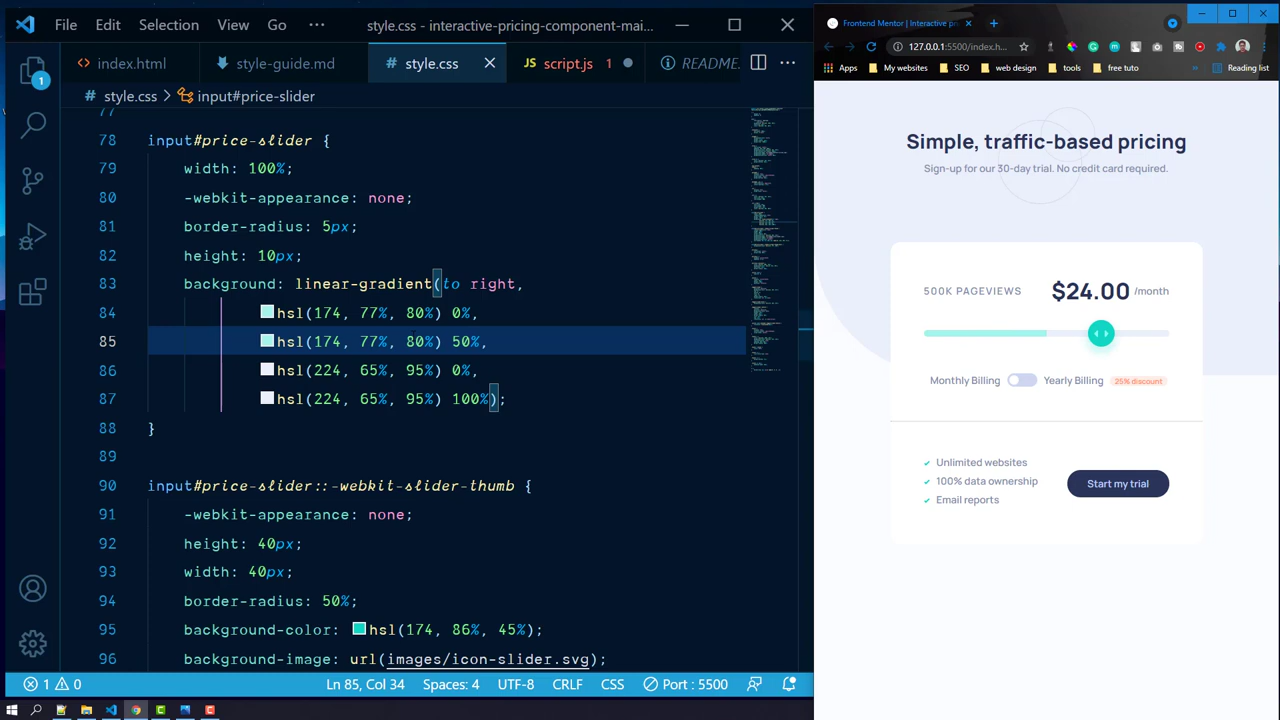 File Edit Selection View Go ··· style.css - interactive-pricing-component-mai...
index.html style-guide.md style.css script.js 1 README.
style.css > input#price-slider
77
78 input#price-slider {
79 width: 100%;
80 -webkit-appearance: none;
81 border-radius: 5px;
82 height: 10px;
83 background: linear-gradient(to right,
84 hsl(174, 77%, 80%) 0%,
85 hsl(174, 77%, 80%) 50%,
86 hsl(224, 65%, 95%) 0%,
87 hsl(224, 65%, 95%) 100%);
88 }
89
90 input#price-slider::-webkit-slider-thumb {
91 -webkit-appearance: none;
92 height: 40px;
93 width: 40px;
94 border-radius: 50%;
95 background-color: hsl(174, 86%, 45%);
96 background-image: url(images/icon-slider.svg);
1
1 0 Ln 85, Col 34 Spaces: 4 UTF-8 CRLF CSS Port : 5500
Frontend Mentor | Interactive pr
127.0.0.1:5500/index.h...
Apps My websites SEO web design tools free tuto » Reading list
Simple, traffic-based pricing
Sign-up for our 30-day trial. No credit card required.
500K PAGEVIEWS $24.00 /month
Monthly Billing Yearly Billing 25% discount
Unlimited websites
100% data ownership
Email reports
Start my trial